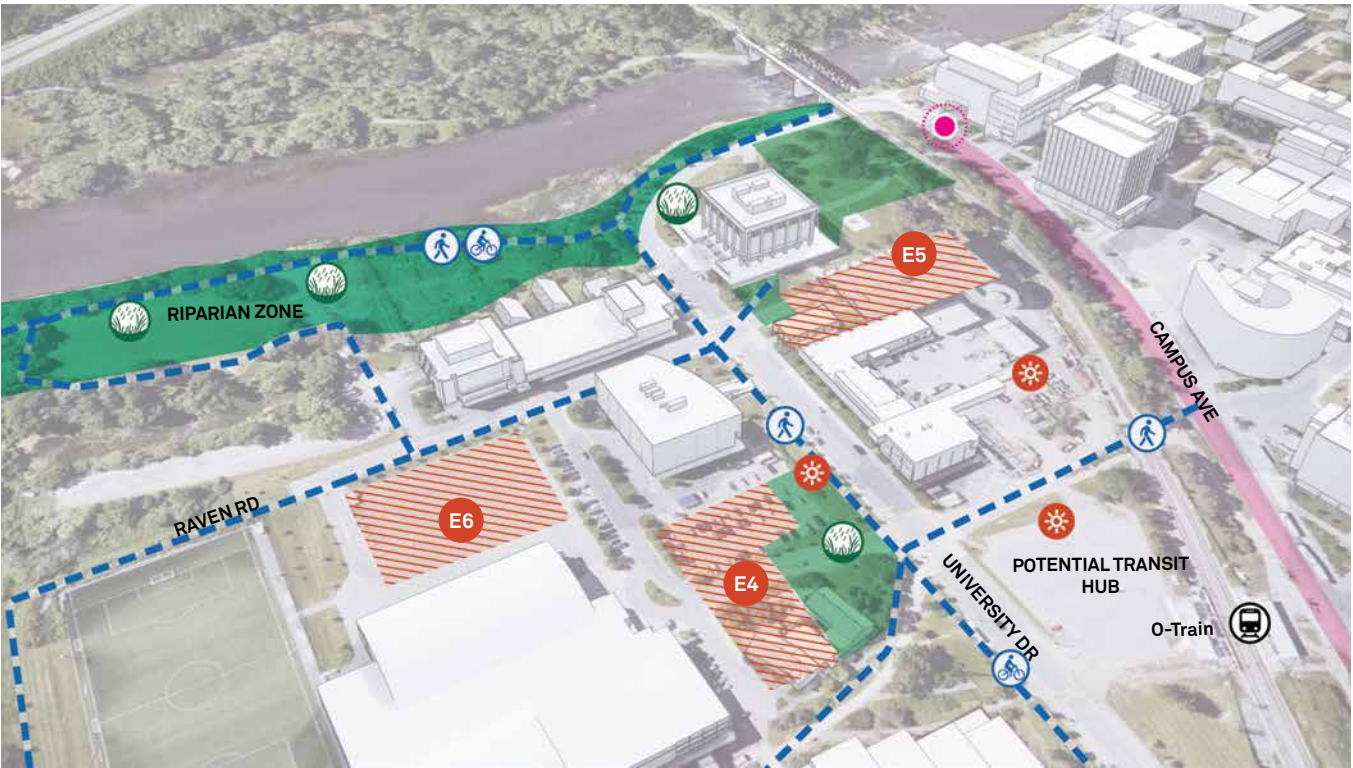 E5
RIPARIAN ZONE
CAMPUS AVE
RAVEN RD
E6
E4
UNIVERSITY DR
POTENTIAL TRANSIT
HUB
O-Train